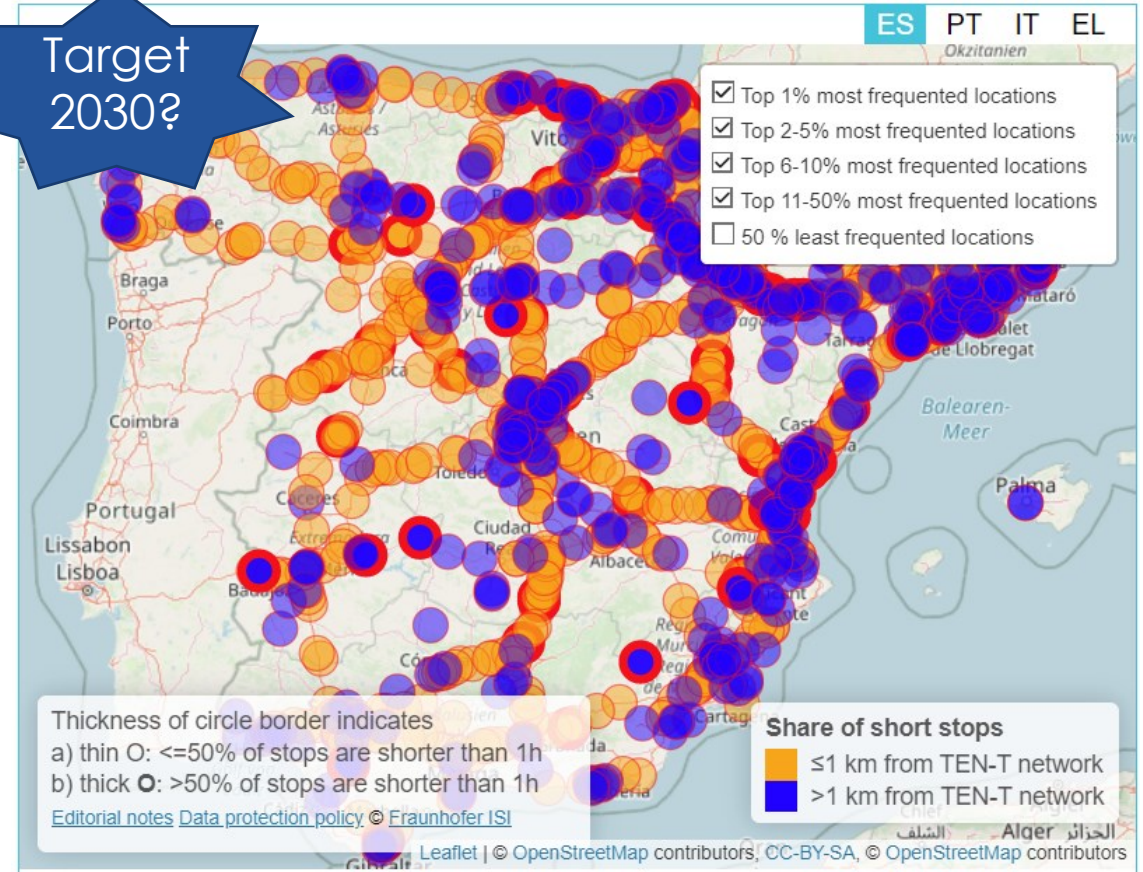 Target
2030?
ES PT IT EL
Okzitanien
Top 1% most frequented locations
Top 2-5% most frequented locations
Top 6-10% most frequented locations
Top 11-50% most frequented locations
50 % least frequented locations
Braga
Porto
Coimbra
Balearen-
Meer
Palma
Toledo
Cáceres
Portugal
Ciudad
Lissabon
Lisboa
de Llobregat
Thickness of circle border indicates
a) thin O: <=50% of stops are shorter than 1h
b) thick O: >50% of stops are shorter than 1h
Editorial notes Data protection policy © Fraunhofer ISI
Share of short stops
≤1 km from TEN-T network
>1 km from TEN-T network
الجزائر Alger
Gibraltar
Leaflet | © OpenStreetMap contributors, CC-BY-SA, © OpenStreetMap contributors